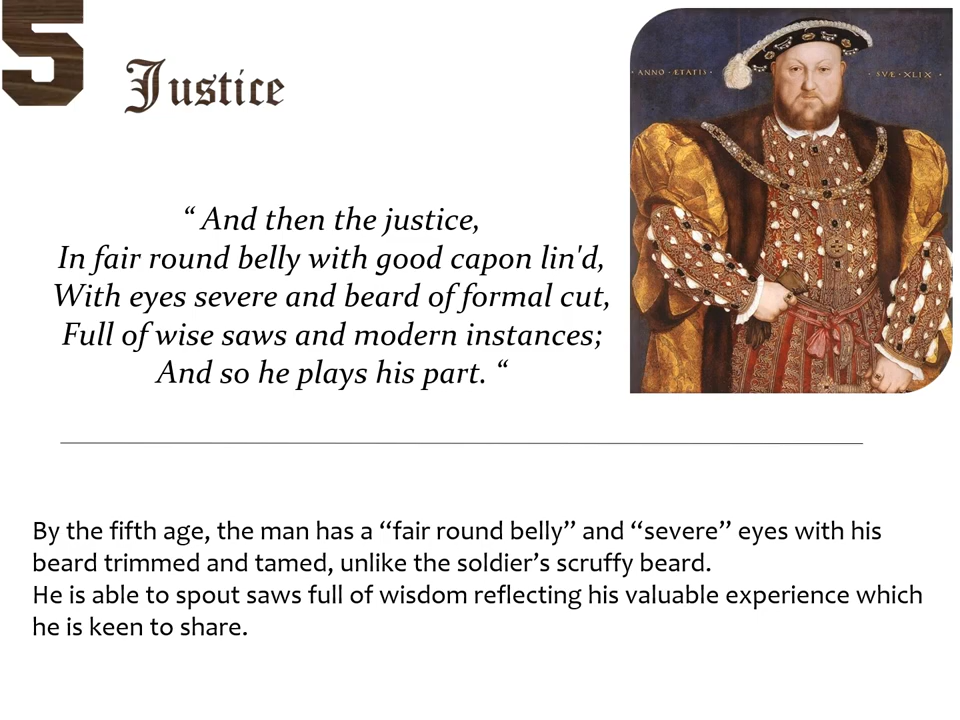 5
Justice
· ANNO · ÆTATIS ·
· SVÆ · XLIX ·
“ And then the justice,
In fair round belly with good capon lin'd,
With eyes severe and beard of formal cut,
Full of wise saws and modern instances;
And so he plays his part. “
By the fifth age, the man has a “fair round belly” and “severe” eyes with his
beard trimmed and tamed, unlike the soldier’s scruffy beard.
He is able to spout saws full of wisdom reflecting his valuable experience which
he is keen to share.